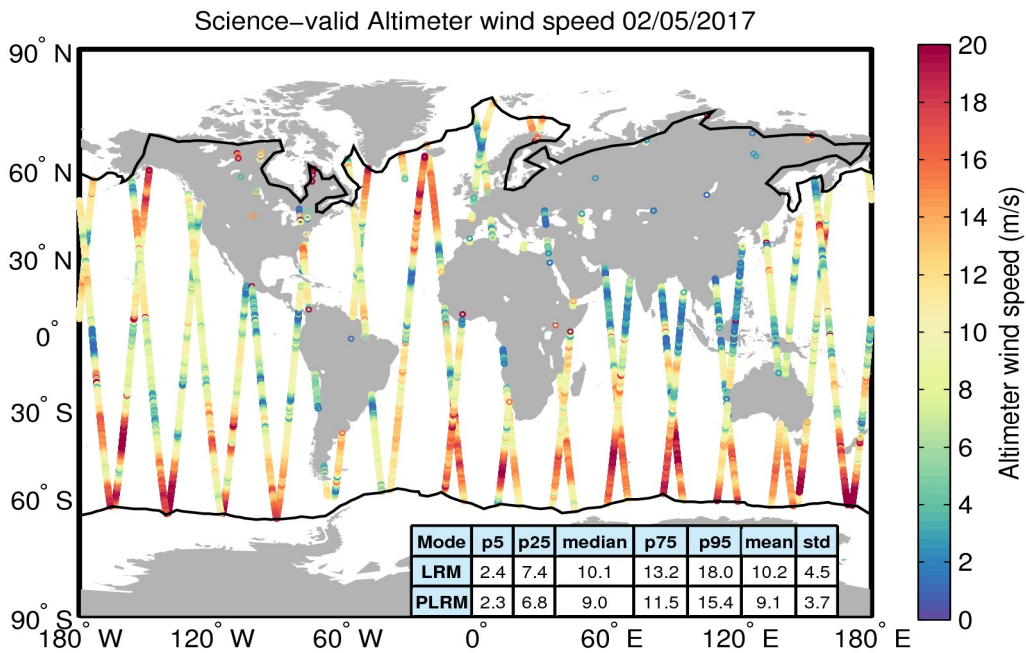 Science-valid Altimeter wind speed 02/05/2017
90° N
60° N
30° N
0°
30° S
60° S
90° S
180° W
120° W
60° W
0°
60° E
120° E
180° E
Mode p5 p25 median p75 p95 mean std
LRM 2.4 7.4 10.1 13.2 18.0 10.2 4.5
PLRM 2.3 6.8 9.0 11.5 15.4 9.1 3.7
20
18
16
14
12
10
8
6
4
2
0
Altimeter wind speed (m/s)